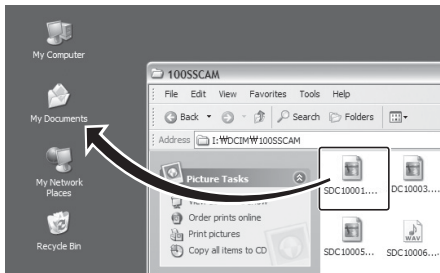 My Computer
My Documents
My Network
Places
Recycle Bin
100SSCAM
File Edit View Favorites Tools Help
Back Search Folders
Address I:₩DCIM₩100SSCAM
Picture Tasks
Order prints online
Print pictures
Copy all items to CD
SDC10001.... DC10003....
WAV
SDC10005... SDC10006...